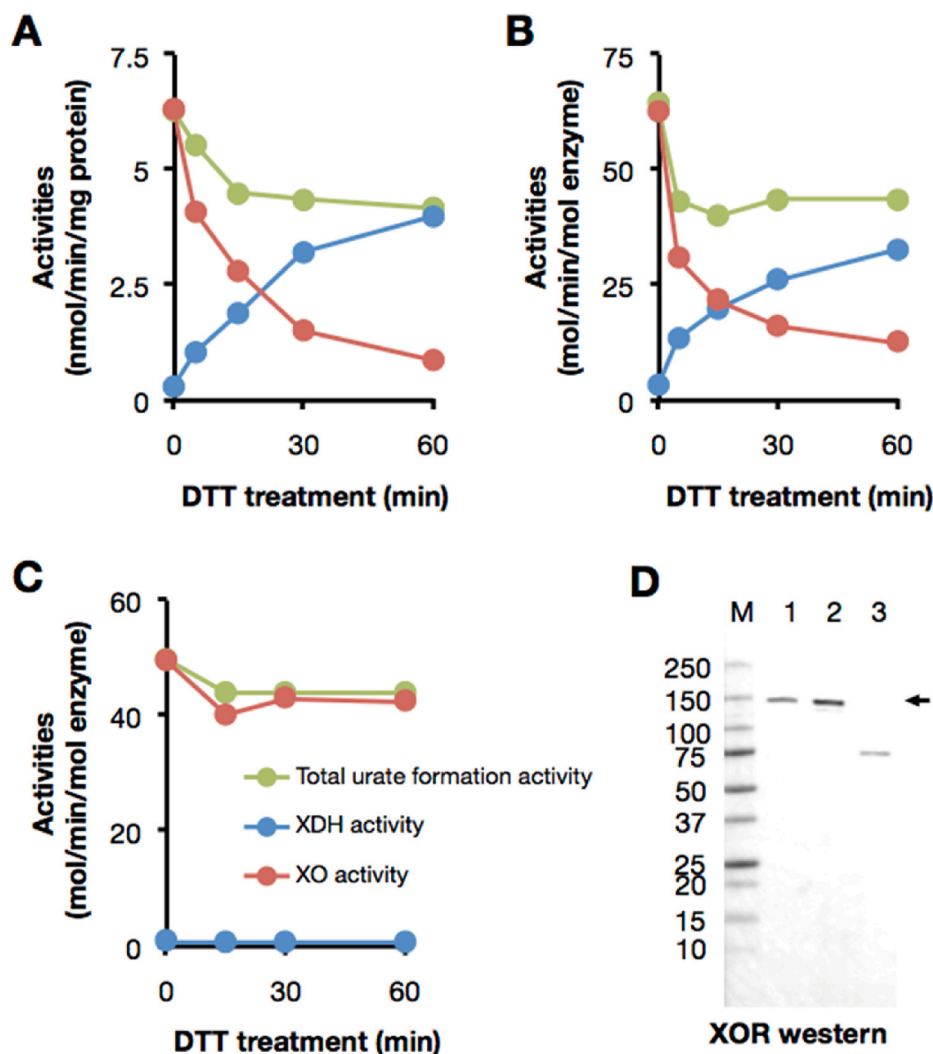 A
7.5
5
2.5
0
Activities
(nmol/min/mg protein)
0 30 60
DTT treatment (min)
B
75
50
25
0
Activities
(mol/min/mol enzyme)
0 30 60
DTT treatment (min)
C
60
40
20
0
Activities
(mol/min/mol enzyme)
Total urate formation activity
XDH activity
XO activity
0 30 60
DTT treatment (min)
D
M 1 2 3
250
150
100
75
50
37
25
20
15
10
XOR western